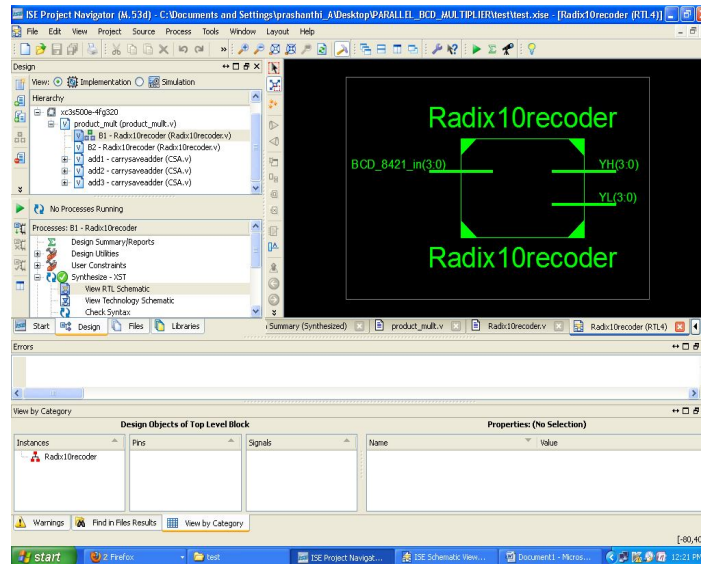 ISE Project Navigator (M.53d) - C:\Documents and Settings\prashanthi_A\Desktop\PARALLEL_BCD_MULTIPLIER\test\test.xise - [Radix10recoder (RTL4)]
File Edit View Project Source Process Tools Window Layout Help
Design
View: Implementation Simulation
Hierarchy
xc3s500e-4fg320
product_mult (product_mullt.v)
B1 - Radix10recoder (Radix10recoder.v)
B2 - Radix10recoder (Radix10recoder.v)
add1 - carrysaveadder (CSA.v)
add2 - carrysaveadder (CSA.v)
add3 - carrysaveadder (CSA.v)
No Processes Running
Processes: B1 - Radix10recoder
Design Summary/Reports
Design Utilities
User Constraints
Synthesize - XST
View RTL Schematic
View Technology Schematic
Check Syntax
Radix10recoder
BCD_8421_in(3:0)
YH(3:0)
YL(3:0)
Radix10recoder
Start Design Files Libraries
Summary (Synthesized) product_mullt.v Radix10recoder.v Radix10recoder (RTL4)
Errors
View by Category
Design Objects of Top Level Block
Properties: (No Selection)
Instances Pins Signals Name Value
Radix10recoder
Warnings Find in Files Results View by Category
[-80,40
start 2 Firefox test ISE Project Navigat... ISE Schematic View... Document1 - Micros... 12:21 PM